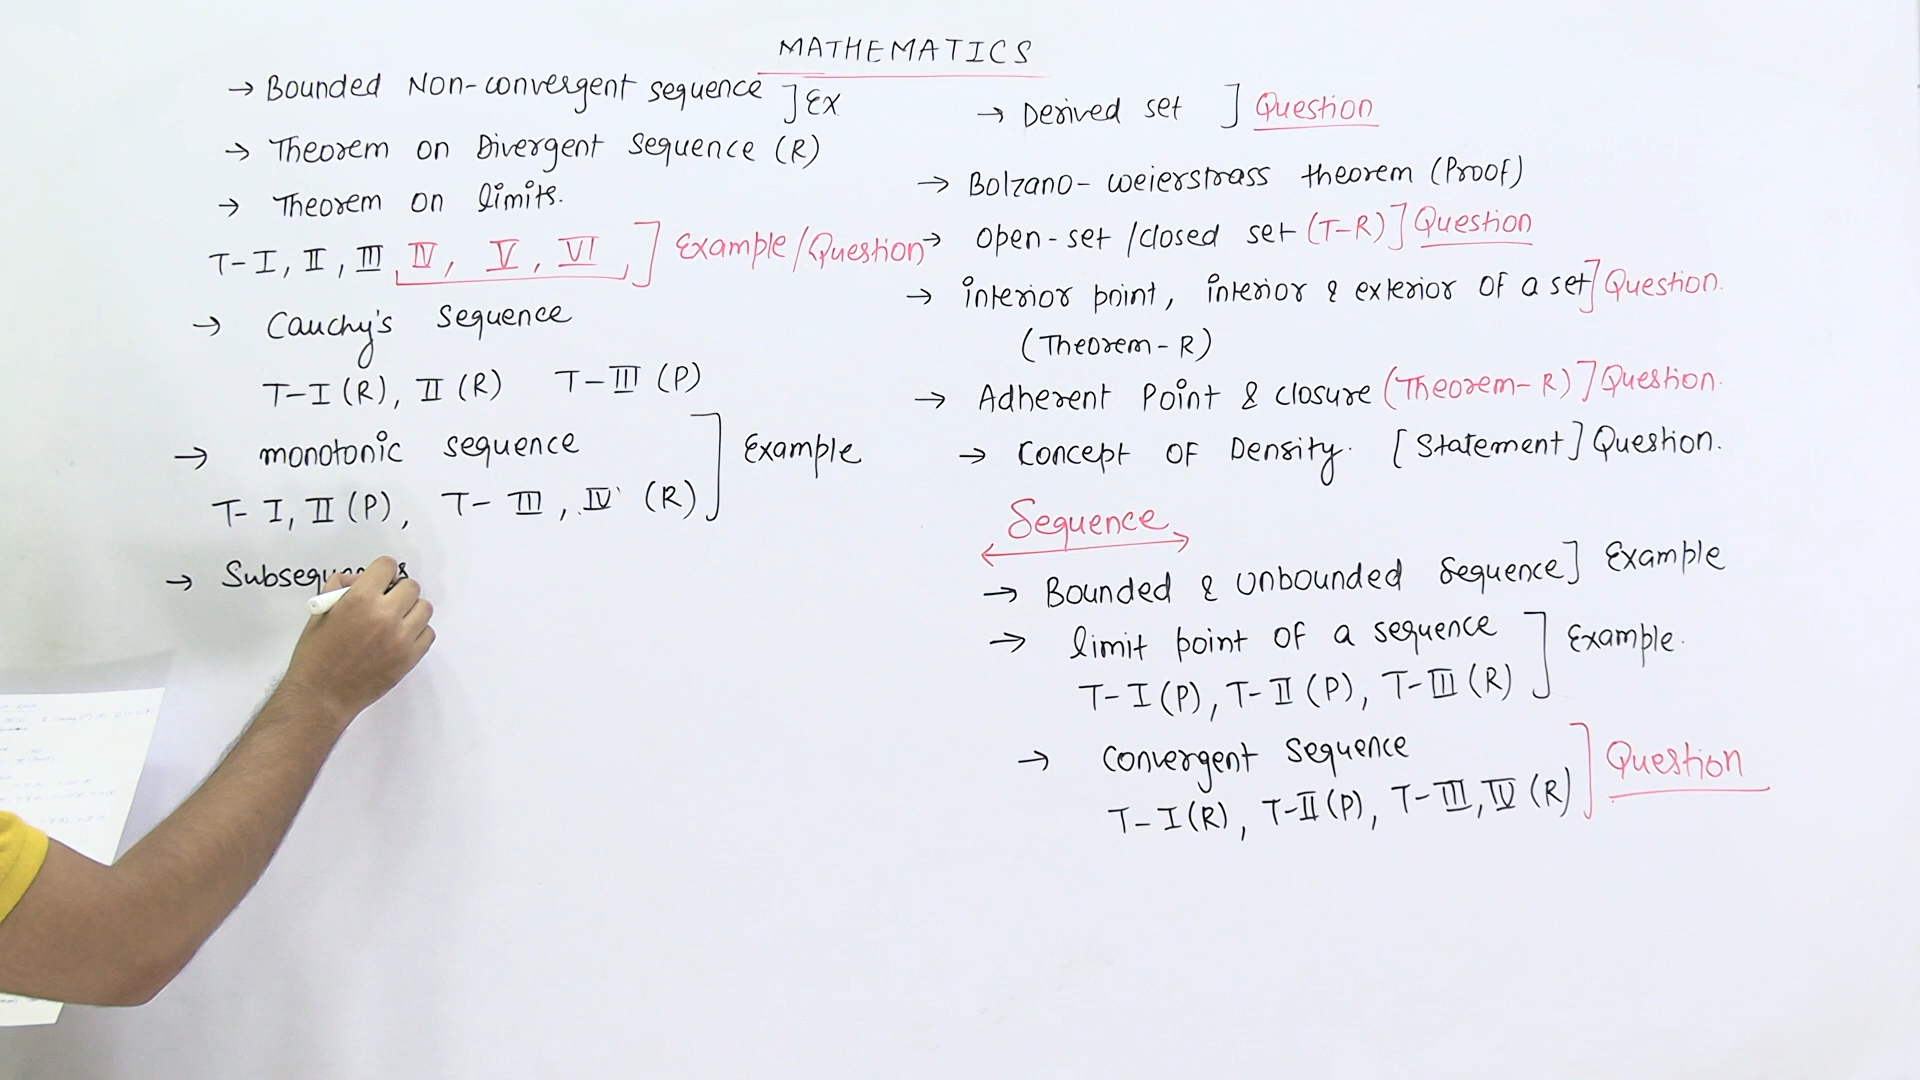 MATHEMATICS
→ Bounded Non-convergent sequence ] Ex
→ Theorem on Divergent Sequence (R)
→ Theorem on limits.
T-I, II, III IV, V, VI ] Example/Question
→ Cauchy's Sequence
T-I (R), II (R) T-III (P)
→ monotonic sequence
T- I, II (P), T- III, IV (R) ] Example
→ Derived set ] Question
→ Bolzano-weierstrass theorem (Proof)
→ open-set /closed set (T-R) ] Question
→ interior point, interior & exterior OF a set ] Question.
(Theorem-R)
→ Adherent Point & closure (Theorem-R) ] Question.
→ Concept OF Density. [Statement] Question.
Sequence
→ Bounded & Unbounded Sequence ] Example
→ limit point OF a sequence
T-I (P), T-II (P), T-III (R) ] Example.
→ Convergent Sequence
T-I (R), T-II (P), T-III, IV (R) ] Question